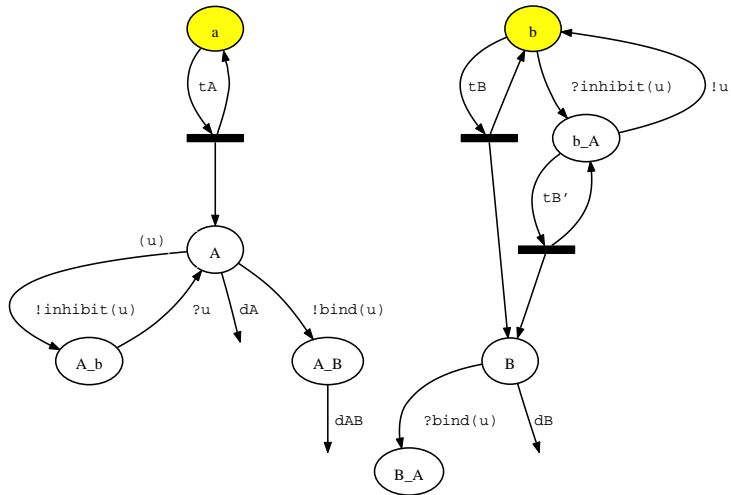 a
b
tA
tB
?inhibit(u)
!u
b_A
tB’
(u)
A
!inhibit(u)
?u
dA
!bind(u)
A_b
A_B
B
dAB
?bind(u)
dB
B_A